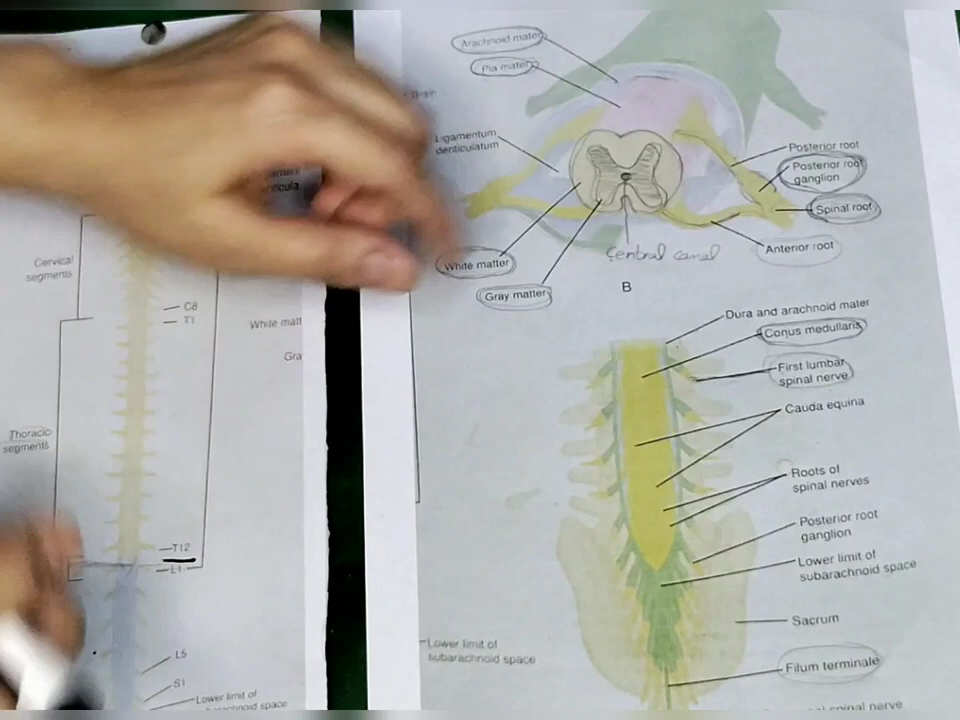 Cervical
segments
C8
T1
White matt
Gra
Thoracic
segments
T12
L1
L5
S1
Lower limit of
Arachnoid mater
Pia mater
Ligamentum
denticulatum
Posterior root
Posterior root
ganglion
Spinal root
Anterior root
White matter
Central canal
Gray matter
B
Dura and arachnoid mater
Conus medullaris
First lumbar
spinal nerve
Cauda equina
Roots of
spinal nerves
Posterior root
ganglion
Lower limit of
subarachnoid space
Sacrum
Lower limit of
subarachnoid space
Filum terminale
spinal nerve